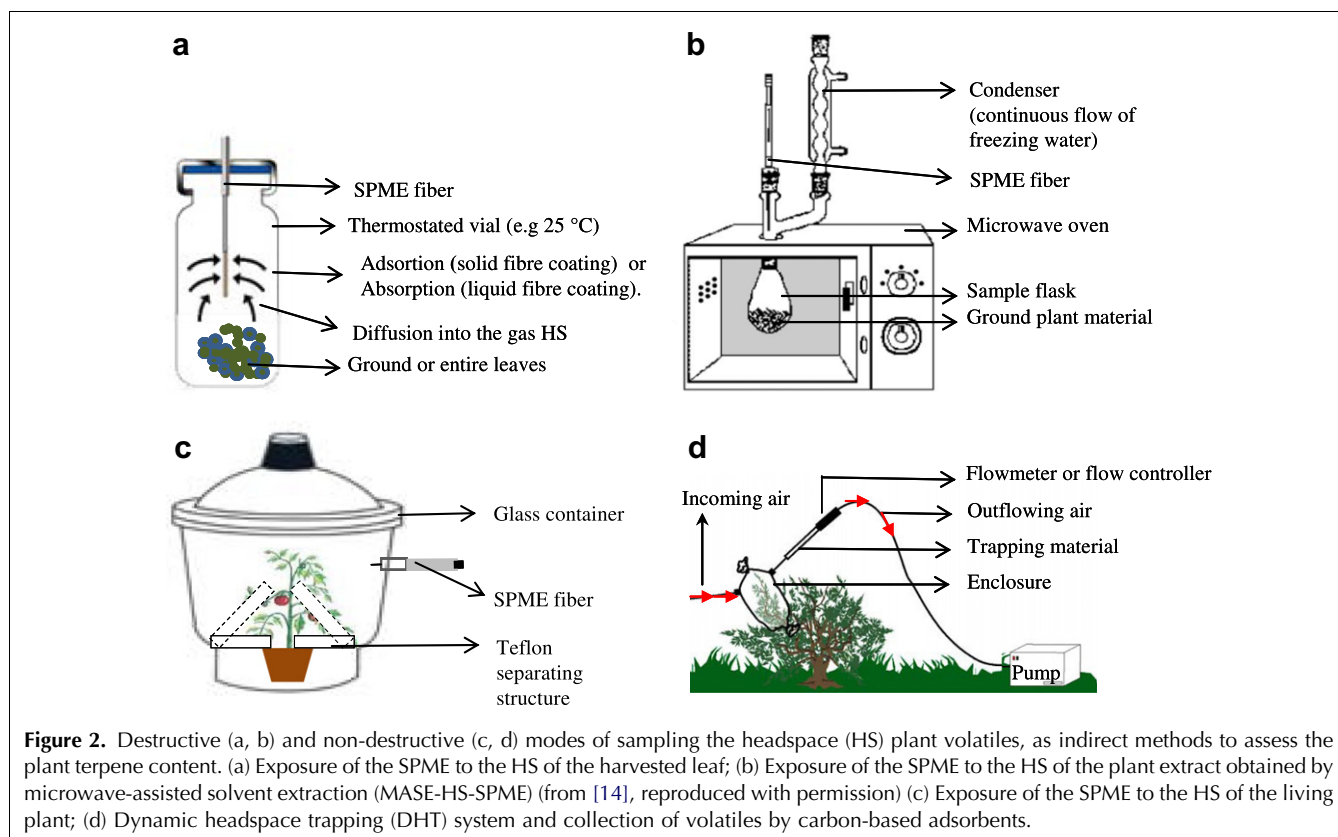 a
SPME fiber
Thermostated vial (e.g 25 °C)
Adsortion (solid fibre coating) or
Absorption (liquid fibre coating).
Diffusion into the gas HS
Ground or entire leaves
b
Condenser
(continuous flow of
freezing water)
SPME fiber
Microwave oven
Sample flask
Ground plant material
c
Glass container
SPME fiber
Teflon
separating
structure
d
Incoming air
Flowmeter or flow controller
Outflowing air
Trapping material
Enclosure
Pump
Figure 2. Destructive (a, b) and non-destructive (c, d) modes of sampling the headspace (HS) plant volatiles, as indirect methods to assess the
plant terpene content. (a) Exposure of the SPME to the HS of the harvested leaf; (b) Exposure of the SPME to the HS of the plant extract obtained by
microwave-assisted solvent extraction (MASE-HS-SPME) (from [14], reproduced with permission) (c) Exposure of the SPME to the HS of the living
plant; (d) Dynamic headspace trapping (DHT) system and collection of volatiles by carbon-based adsorbents.